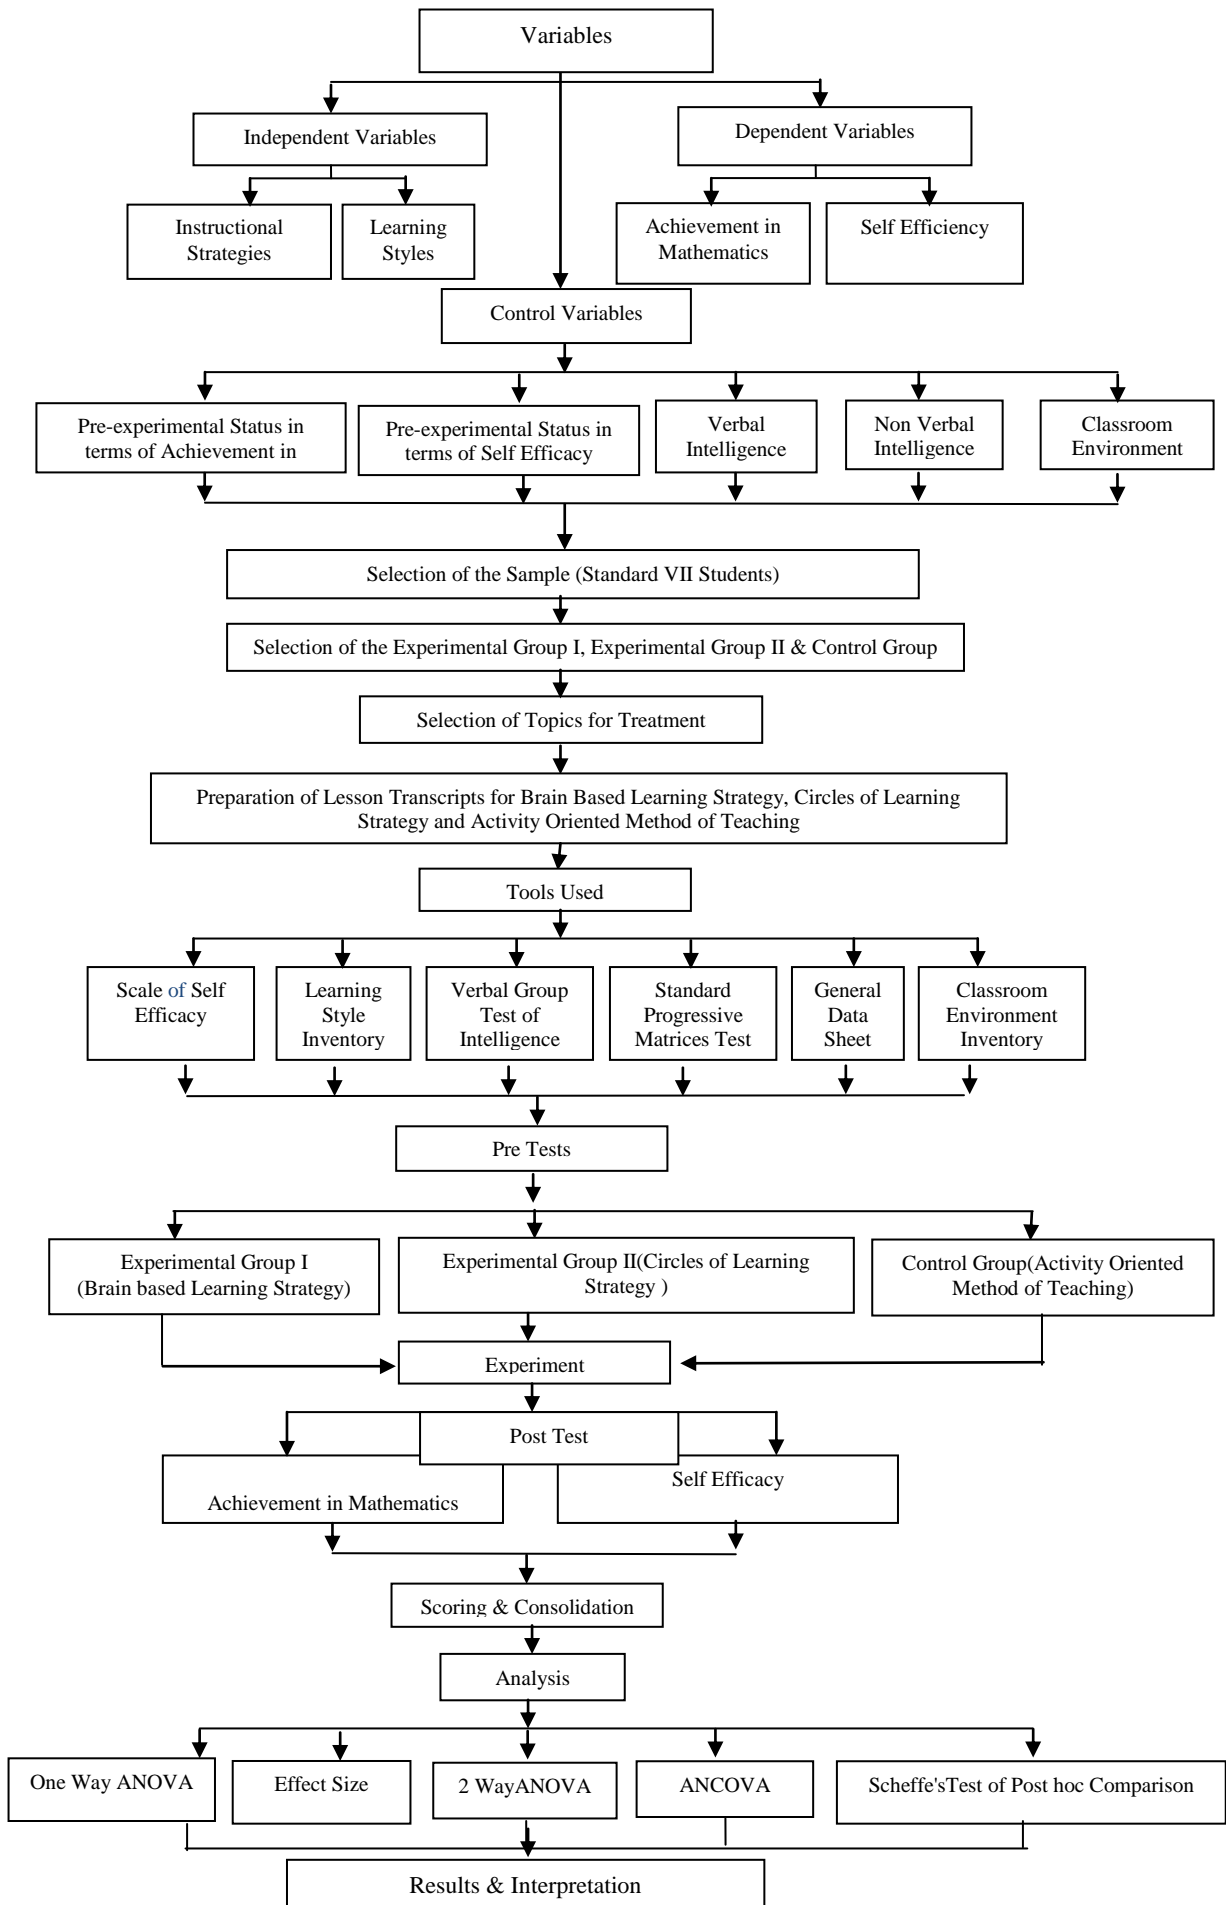 Variables
Independent Variables
Dependent Variables
Instructional
Strategies
Learning
Styles
Achievement in
Mathematics
Self Efficiency
Control Variables
Pre-experimental Status in
terms of Achievement in
Pre-experimental Status in
terms of Self Efficacy
Verbal
Intelligence
Non Verbal
Intelligence
Classroom
Environment
Selection of the Sample (Standard VII Students)
Selection of the Experimental Group I, Experimental Group II & Control Group
Selection of Topics for Treatment
Preparation of Lesson Transcripts for Brain Based Learning Strategy, Circles of Learning
Strategy and Activity Oriented Method of Teaching
Tools Used
Scale of Self
Efficacy
Learning
Style
Inventory
Verbal Group
Test of
Intelligence
Standard
Progressive
Matrices Test
General
Data
Sheet
Classroom
Environment
Inventory
Pre Tests
Experimental Group I
(Brain based Learning Strategy)
Experimental Group II(Circles of Learning
Strategy )
Control Group(Activity Oriented
Method of Teaching)
Experiment
Post Test
Achievement in Mathematics
Self Efficacy
Scoring & Consolidation
Analysis
One Way ANOVA
Effect Size
2 WayANOVA
ANCOVA
Scheffe'sTest of Post hoc Comparison
Results & Interpretation